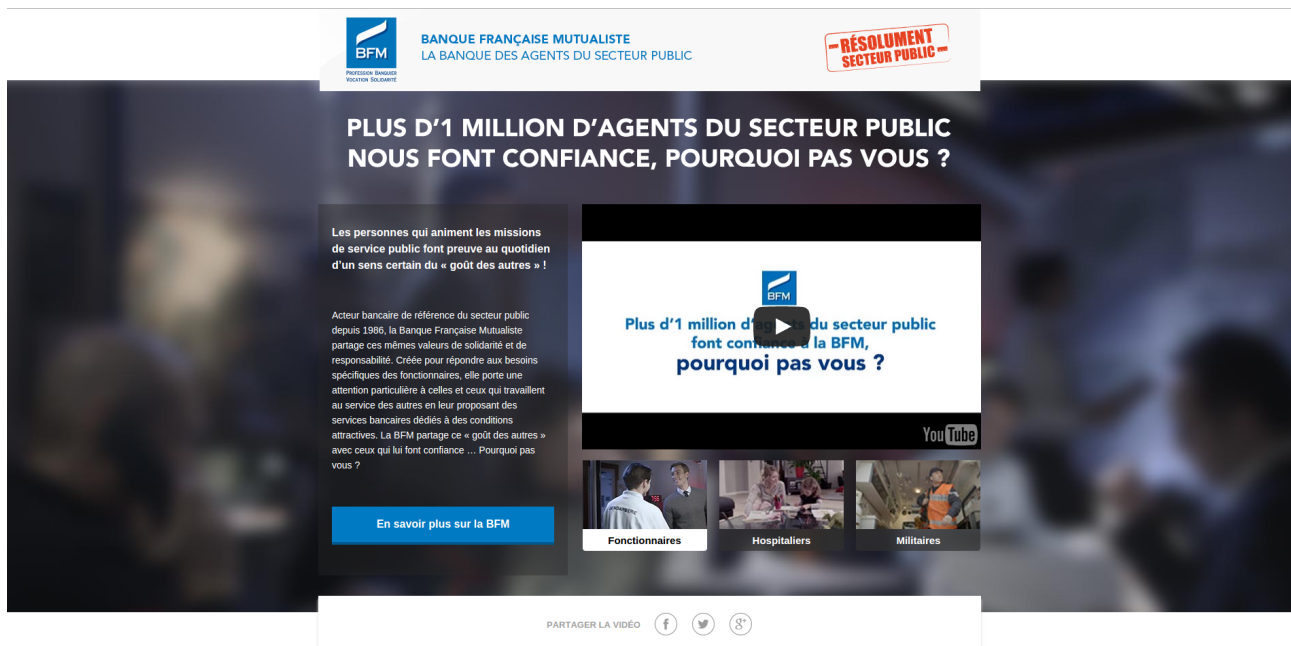 BFM
PROFESSION BANQUIER
VOCATION SOLIDARITÉ
BANQUE FRANÇAISE MUTUALISTE
LA BANQUE DES AGENTS DU SECTEUR PUBLIC
RÉSOLUMENT
SECTEUR PUBLIC
PLUS D'1 MILLION D'AGENTS DU SECTEUR PUBLIC
NOUS FONT CONFIANCE, POURQUOI PAS VOUS ?
Les personnes qui animent les missions
de service public font preuve au quotidien
d'un sens certain du « goût des autres » !
Acteur bancaire de référence du secteur public
depuis 1986, la Banque Française Mutualiste
partage ces mêmes valeurs de solidarité et de
responsabilité. Créée pour répondre aux besoins
spécifiques des fonctionnaires, elle porte une
attention particulière à celles et ceux qui travaillent
au service des autres en leur proposant des
services bancaires dédiés à des conditions
attractives. La BFM partage ce « goût des autres »
avec ceux qui lui font confiance … Pourquoi pas
vous ?
En savoir plus sur la BFM
BFM
Plus d'1 million d'agents du secteur public
font confiance à la BFM,
pourquoi pas vous ?
YouTube
GENDARMERIE
Fonctionnaires
Hospitaliers
Militaires
PARTAGER LA VIDÉO